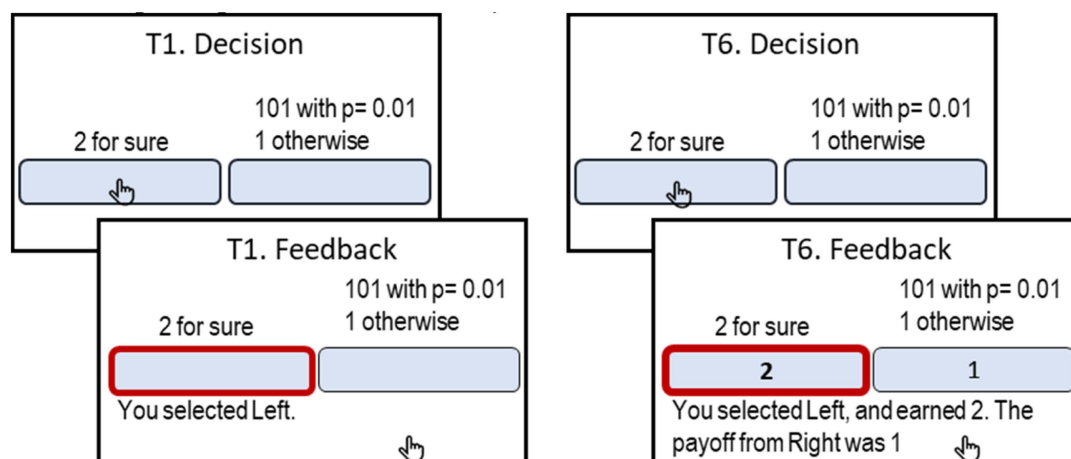 T1. Decision
101 with p= 0.01
2 for sure 1 otherwise
T1. Feedback
101 with p= 0.01
2 for sure 1 otherwise
You selected Left.
T6. Decision
101 with p= 0.01
2 for sure 1 otherwise
T6. Feedback
101 with p= 0.01
2 for sure 1 otherwise
2 1
You selected Left, and earned 2. The
payoff from Right was 1